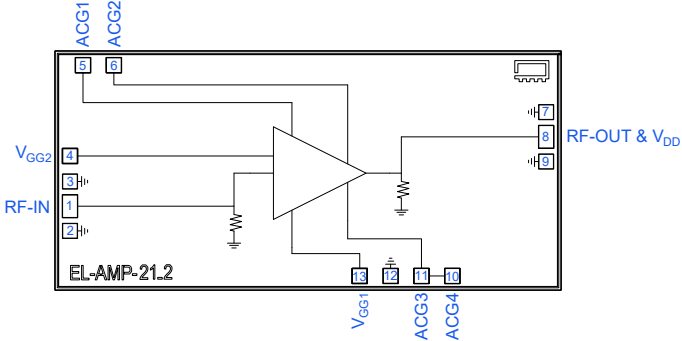 ACG1
ACG2
5
6
7
8
RF-OUT & VDD
9
VGG2
4
3
RF-IN
1
2
EL-AMP-21.2
13
12
11
10
VGG1
ACG3
ACG4